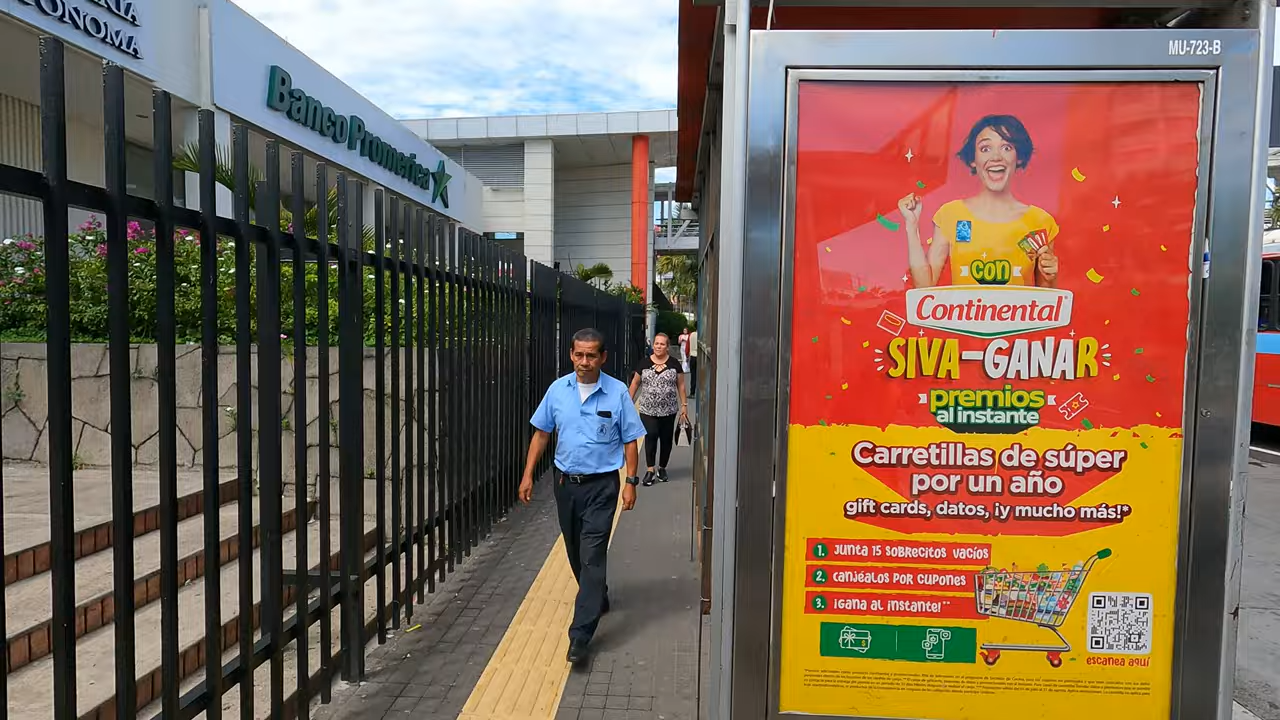 CONOMA
Banco Promerica
MU-723-B
con
Continental®
SIVA-GANAR
premios
al instante
Carretillas de súper
por un año
gift cards, datos, ¡y mucho más!*
1. JUNTA 15 SOBRECITOS VACÍOS
2. CANJÉALOS POR CUPONES
3. ¡GANA AL INSTANTE!**
escanea aquí